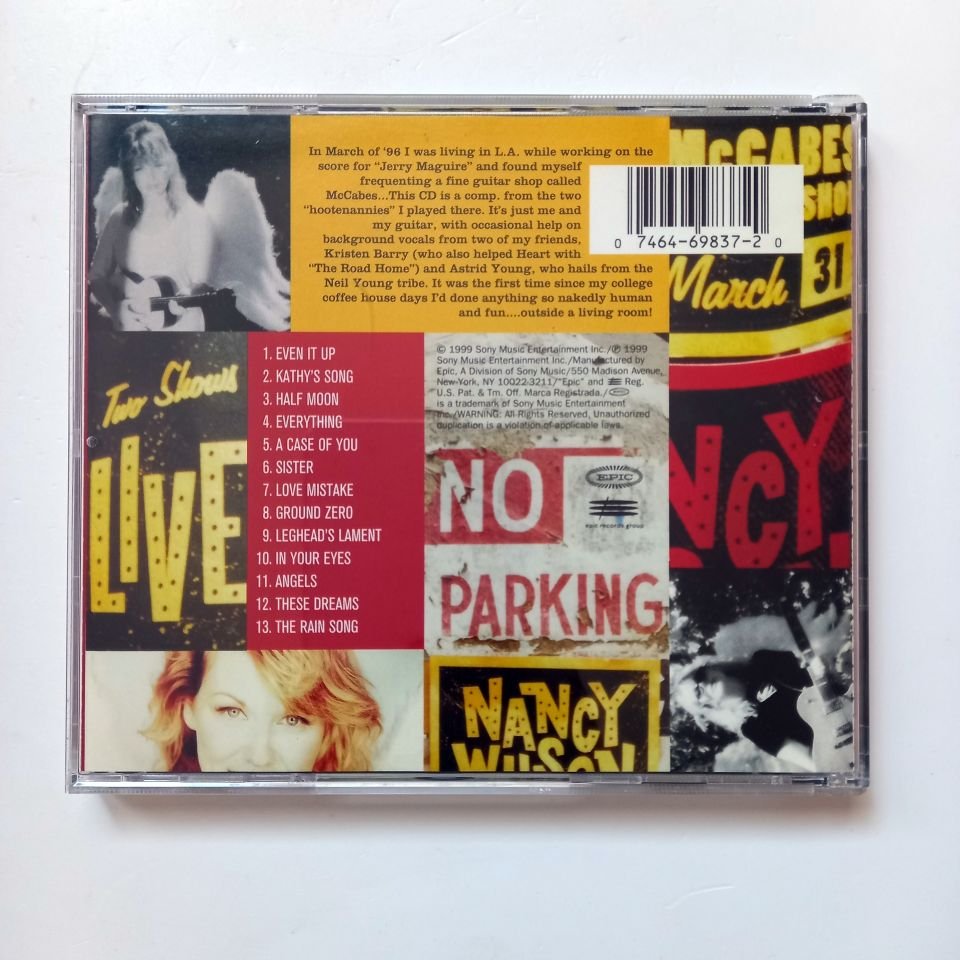 In March of ‘96 I was living in L.A. while working on the
score for “Jerry Maguire” and found myself
frequenting a fine guitar shop called
McCabes...This CD is a comp. from the two
“hootenannies” I played there. It’s just me and
my guitar, with occasional help on
background vocals from two of my friends,
Kristen Barry (who also helped Heart with
“The Road Home”) and Astrid Young, who hails from the
Neil Young tribe. It was the first time since my college
coffee house days I’d done anything so nakedly human
and fun....outside a living room!
0 7464-69837-2 0
McCABES
SHO
March 31
Two Shows
LIVE
1. EVEN IT UP
2. KATHY’S SONG
3. HALF MOON
4. EVERYTHING
5. A CASE OF YOU
6. SISTER
7. LOVE MISTAKE
8. GROUND ZERO
9. LEGHEAD’S LAMENT
10. IN YOUR EYES
11. ANGELS
12. THESE DREAMS
13. THE RAIN SONG
© 1999 Sony Music Entertainment Inc./℗ 1999
Sony Music Entertainment Inc./Manufactured by
Epic, A Division of Sony Music/550 Madison Avenue,
New York, NY 10022-3211/“Epic” and Reg.
U.S. Pat. & Tm. Off. Marca Registrada./
is a trademark of Sony Music Entertainment
Inc./WARNING: All Rights Reserved. Unauthorized
duplication is a violation of applicable laws.
NO
PARKING
EPIC
epic records group
NCY
NANCY
WILSON